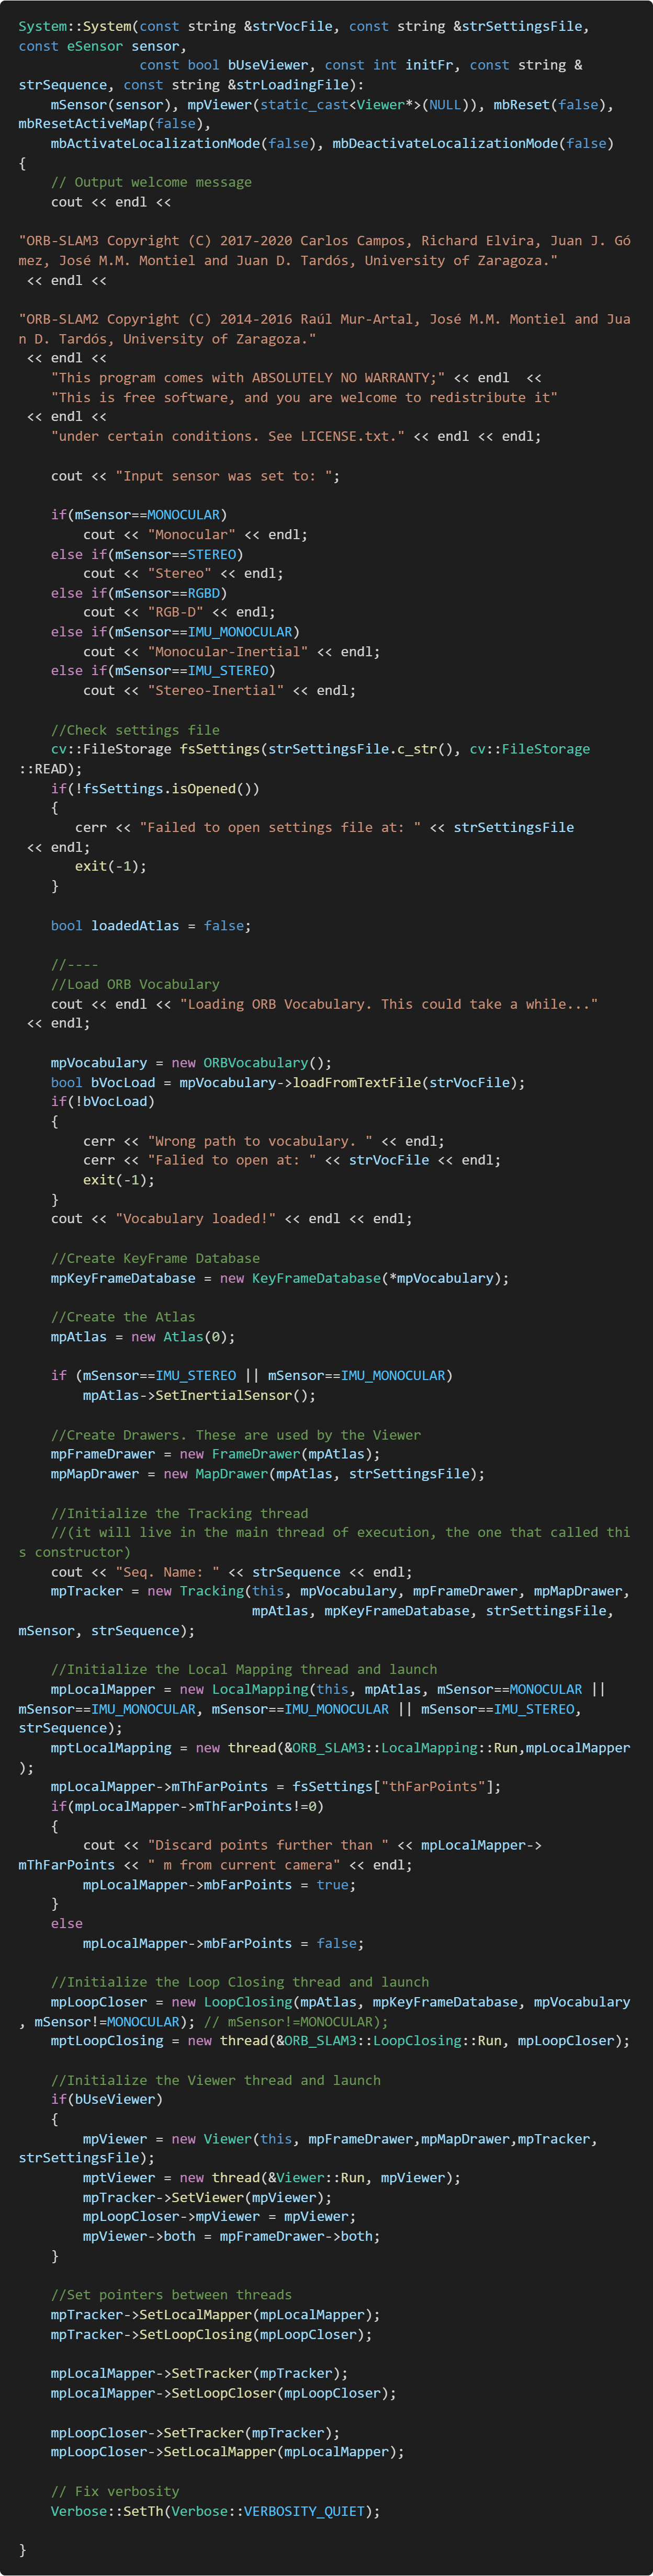 System::System(const string &strVocFile, const string &strSettingsFile,
const eSensor sensor,
               const bool bUseViewer, const int initFr, const string &
strSequence, const string &strLoadingFile):
    mSensor(sensor), mpViewer(static_cast<Viewer*>(NULL)), mbReset(false),
mbResetActiveMap(false),
    mbActivateLocalizationMode(false), mbDeactivateLocalizationMode(false)
{
    // Output welcome message
    cout << endl <<

"ORB-SLAM3 Copyright (C) 2017-2020 Carlos Campos, Richard Elvira, Juan J. Gó
mez, José M.M. Montiel and Juan D. Tardós, University of Zaragoza."
 << endl <<

"ORB-SLAM2 Copyright (C) 2014-2016 Raúl Mur-Artal, José M.M. Montiel and Jua
n D. Tardós, University of Zaragoza."
 << endl <<
    "This program comes with ABSOLUTELY NO WARRANTY;" << endl  <<
    "This is free software, and you are welcome to redistribute it"
 << endl <<
    "under certain conditions. See LICENSE.txt." << endl << endl;

    cout << "Input sensor was set to: ";

    if(mSensor==MONOCULAR)
        cout << "Monocular" << endl;
    else if(mSensor==STEREO)
        cout << "Stereo" << endl;
    else if(mSensor==RGBD)
        cout << "RGB-D" << endl;
    else if(mSensor==IMU_MONOCULAR)
        cout << "Monocular-Inertial" << endl;
    else if(mSensor==IMU_STEREO)
        cout << "Stereo-Inertial" << endl;

    //Check settings file
    cv::FileStorage fsSettings(strSettingsFile.c_str(), cv::FileStorage
::READ);
    if(!fsSettings.isOpened())
    {
       cerr << "Failed to open settings file at: " << strSettingsFile
 << endl;
       exit(-1);
    }

    bool loadedAtlas = false;

    //----
    //Load ORB Vocabulary
    cout << endl << "Loading ORB Vocabulary. This could take a while..."
 << endl;

    mpVocabulary = new ORBVocabulary();
    bool bVocLoad = mpVocabulary->loadFromTextFile(strVocFile);
    if(!bVocLoad)
    {
        cerr << "Wrong path to vocabulary. " << endl;
        cerr << "Falied to open at: " << strVocFile << endl;
        exit(-1);
    }
    cout << "Vocabulary loaded!" << endl << endl;

    //Create KeyFrame Database
    mpKeyFrameDatabase = new KeyFrameDatabase(*mpVocabulary);

    //Create the Atlas
    mpAtlas = new Atlas(0);

    if (mSensor==IMU_STEREO || mSensor==IMU_MONOCULAR)
        mpAtlas->SetInertialSensor();

    //Create Drawers. These are used by the Viewer
    mpFrameDrawer = new FrameDrawer(mpAtlas);
    mpMapDrawer = new MapDrawer(mpAtlas, strSettingsFile);

    //Initialize the Tracking thread
    //(it will live in the main thread of execution, the one that called thi
s constructor)
    cout << "Seq. Name: " << strSequence << endl;
    mpTracker = new Tracking(this, mpVocabulary, mpFrameDrawer, mpMapDrawer,
                             mpAtlas, mpKeyFrameDatabase, strSettingsFile,
mSensor, strSequence);

    //Initialize the Local Mapping thread and launch
    mpLocalMapper = new LocalMapping(this, mpAtlas, mSensor==MONOCULAR ||
mSensor==IMU_MONOCULAR, mSensor==IMU_MONOCULAR || mSensor==IMU_STEREO,
strSequence);
    mptLocalMapping = new thread(&ORB_SLAM3::LocalMapping::Run,mpLocalMapper
);
    mpLocalMapper->mThFarPoints = fsSettings["thFarPoints"];
    if(mpLocalMapper->mThFarPoints!=0)
    {
        cout << "Discard points further than " << mpLocalMapper->
mThFarPoints << " m from current camera" << endl;
        mpLocalMapper->mbFarPoints = true;
    }
    else
        mpLocalMapper->mbFarPoints = false;

    //Initialize the Loop Closing thread and launch
    mpLoopCloser = new LoopClosing(mpAtlas, mpKeyFrameDatabase, mpVocabulary
, mSensor!=MONOCULAR); // mSensor!=MONOCULAR);
    mptLoopClosing = new thread(&ORB_SLAM3::LoopClosing::Run, mpLoopCloser);

    //Initialize the Viewer thread and launch
    if(bUseViewer)
    {
        mpViewer = new Viewer(this, mpFrameDrawer,mpMapDrawer,mpTracker,
strSettingsFile);
        mptViewer = new thread(&Viewer::Run, mpViewer);
        mpTracker->SetViewer(mpViewer);
        mpLoopCloser->mpViewer = mpViewer;
        mpViewer->both = mpFrameDrawer->both;
    }

    //Set pointers between threads
    mpTracker->SetLocalMapper(mpLocalMapper);
    mpTracker->SetLoopClosing(mpLoopCloser);

    mpLocalMapper->SetTracker(mpTracker);
    mpLocalMapper->SetLoopCloser(mpLoopCloser);

    mpLoopCloser->SetTracker(mpTracker);
    mpLoopCloser->SetLocalMapper(mpLocalMapper);

    // Fix verbosity
    Verbose::SetTh(Verbose::VERBOSITY_QUIET);

}